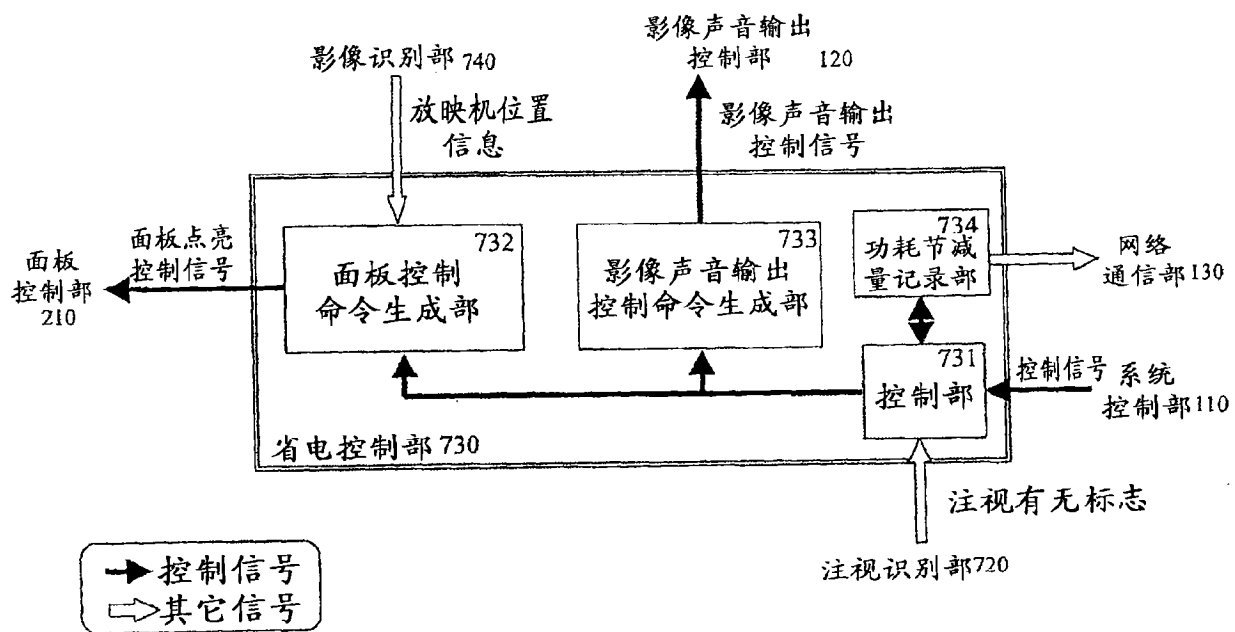 影像识别部 740
放映机位置
信息
影像声音输出
控制部 120
影像声音输出
控制信号
面板点亮
控制信号
面板
控制部
210
732
面板控制
命令生成部
733
影像声音输出
控制命令生成部
734
功耗节减
量记录部
网络
通信部130
731
控制部
控制信号
系统
控制部110
省电控制部730
注视有无标志
注视识别部720
控制信号
其它信号